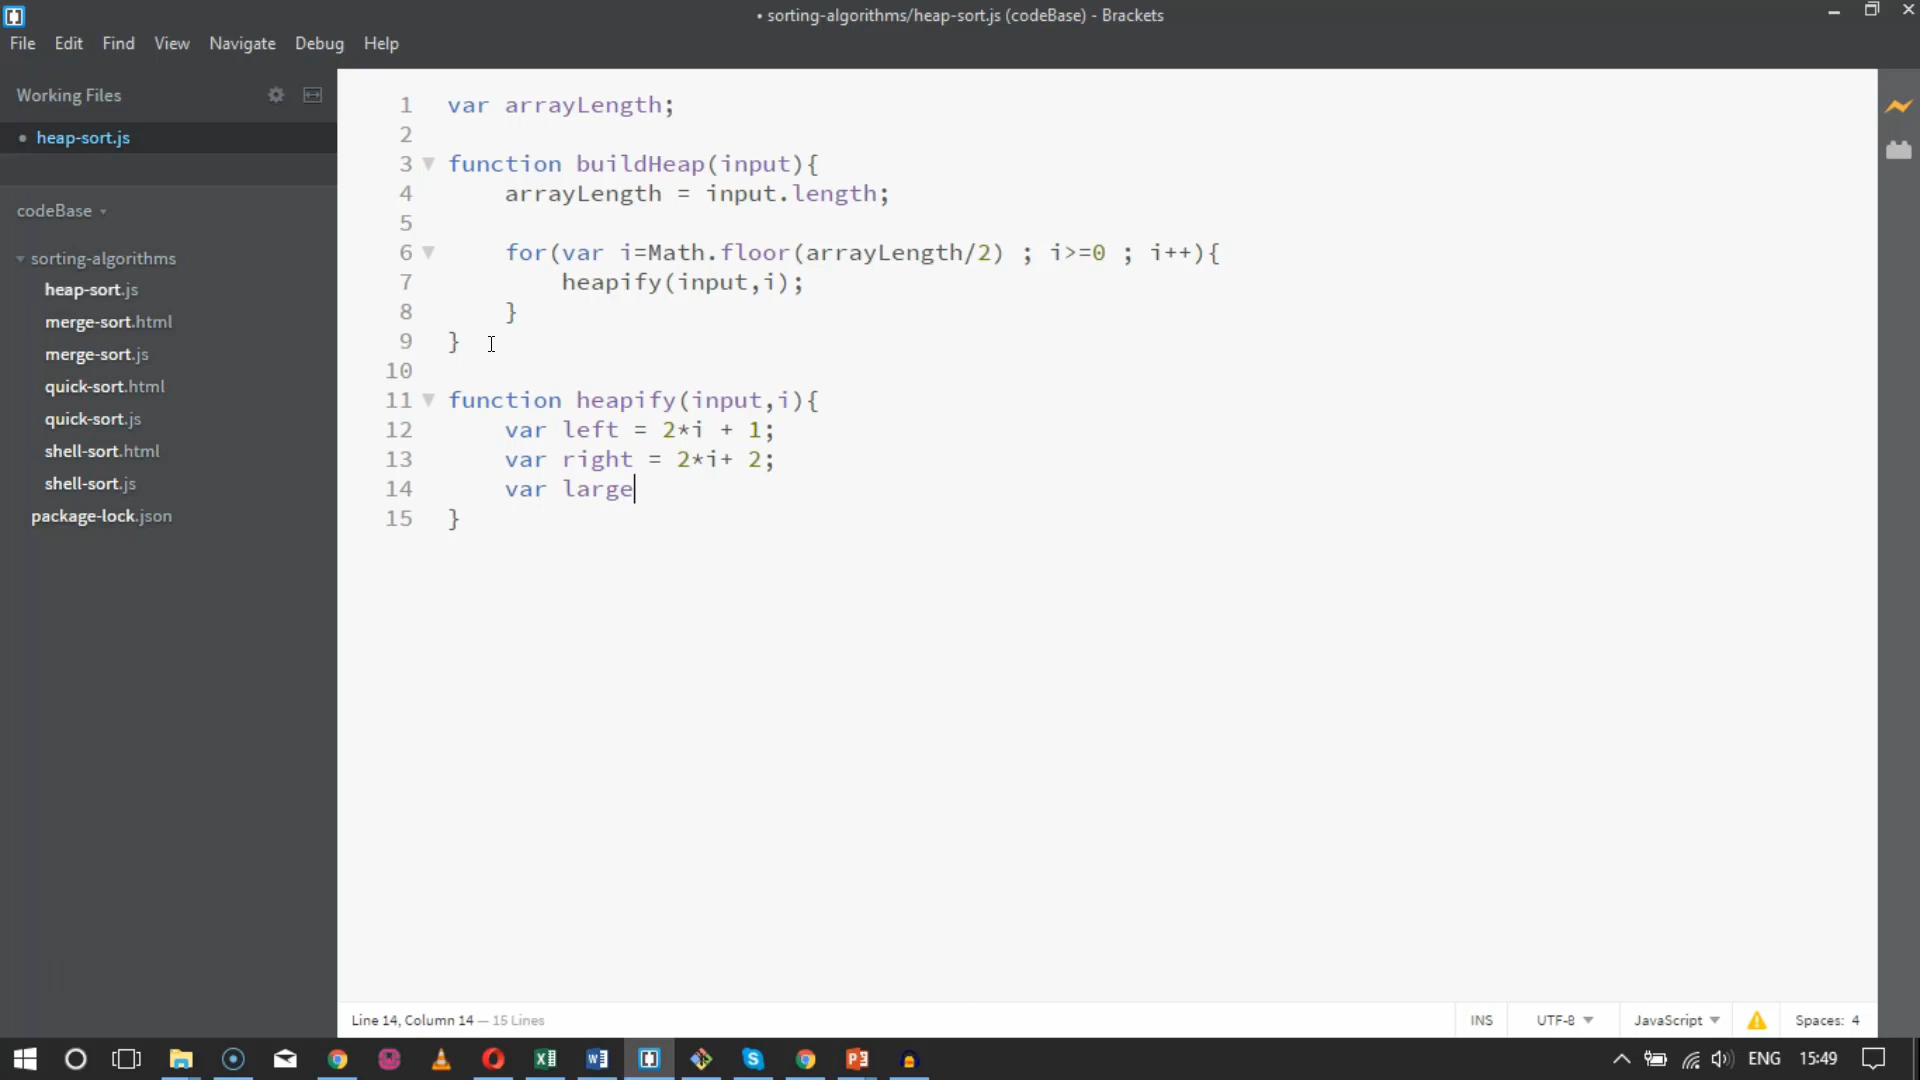 • sorting-algorithms/heap-sort.js (codeBase) - Brackets
File Edit Find View Navigate Debug Help
Working Files
• heap-sort.js
codeBase
sorting-algorithms
heap-sort.js
merge-sort.html
merge-sort.js
quick-sort.html
quick-sort.js
shell-sort.html
shell-sort.js
package-lock.json
1 var arrayLength;
2
3 function buildHeap(input){
4     arrayLength = input.length;
5
6     for(var i=Math.floor(arrayLength/2) ; i>=0 ; i++){
7         heapify(input,i);
8     }
9 }
10
11 function heapify(input,i){
12     var left = 2*i + 1;
13     var right = 2*i+ 2;
14     var large
15 }
Line 14, Column 14 — 15 Lines
INS UTF-8 JavaScript Spaces: 4
ENG 15:49